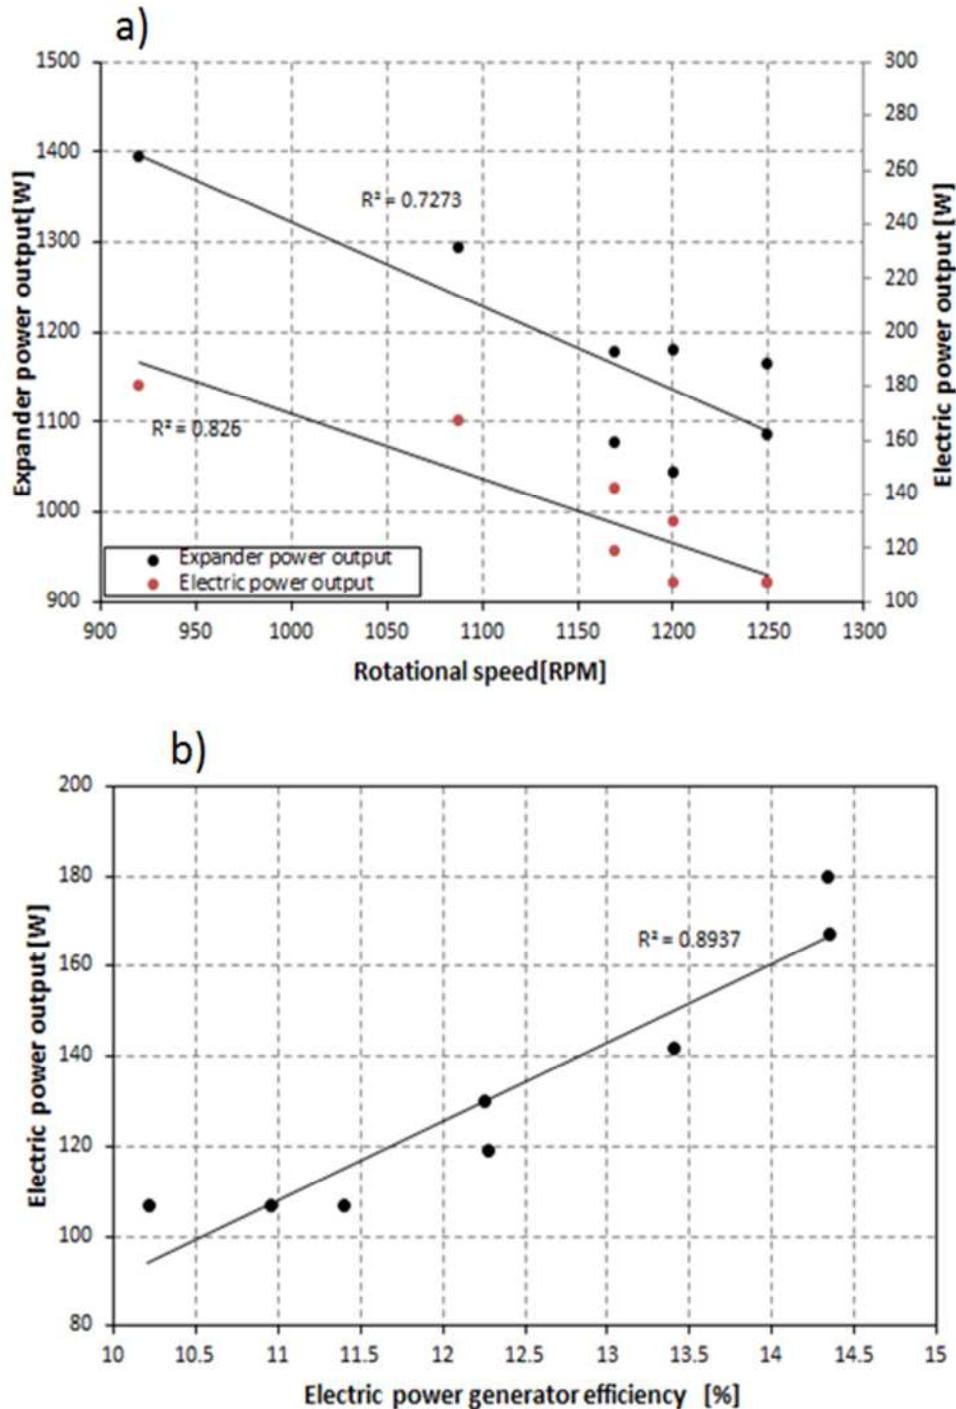 a)
1500
1400
1300
1200
1100
1000
900
Expander power output[W]
300
280
260
240
220
200
180
160
140
120
100
Electric power output [W]
R² = 0.7273
R² = 0.826
Expander power output
Electric power output
900 950 1000 1050 1100 1150 1200 1250 1300
Rotational speed[RPM]
b)
200
180
160
140
120
100
80
Electric power output[W]
R² = 0.8937
10 10.5 11 11.5 12 12.5 13 13.5 14 14.5 15
Electric power generator efficiency [%]